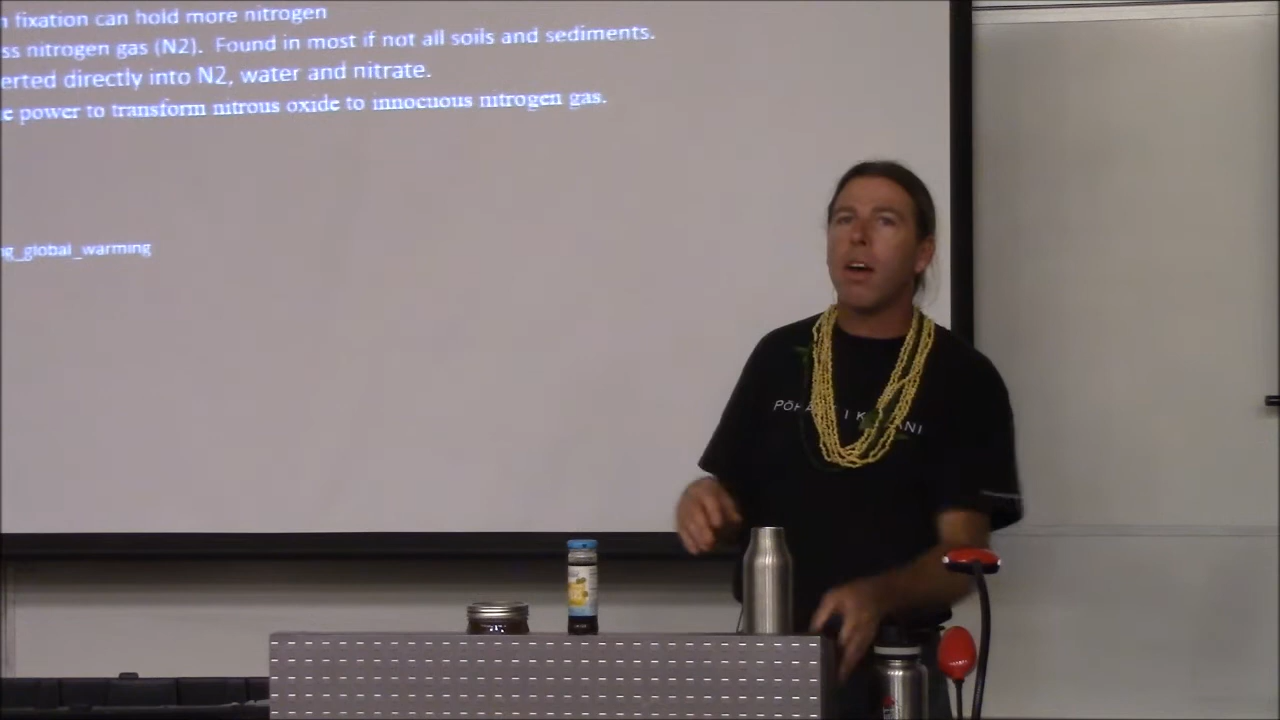 n fixation can hold more nitrogen
ss nitrogen gas (N2). Found in most if not all soils and sediments.
erted directly into N2, water and nitrate.
e power to transform nitrous oxide to innocuous nitrogen gas.
ng_global_warming